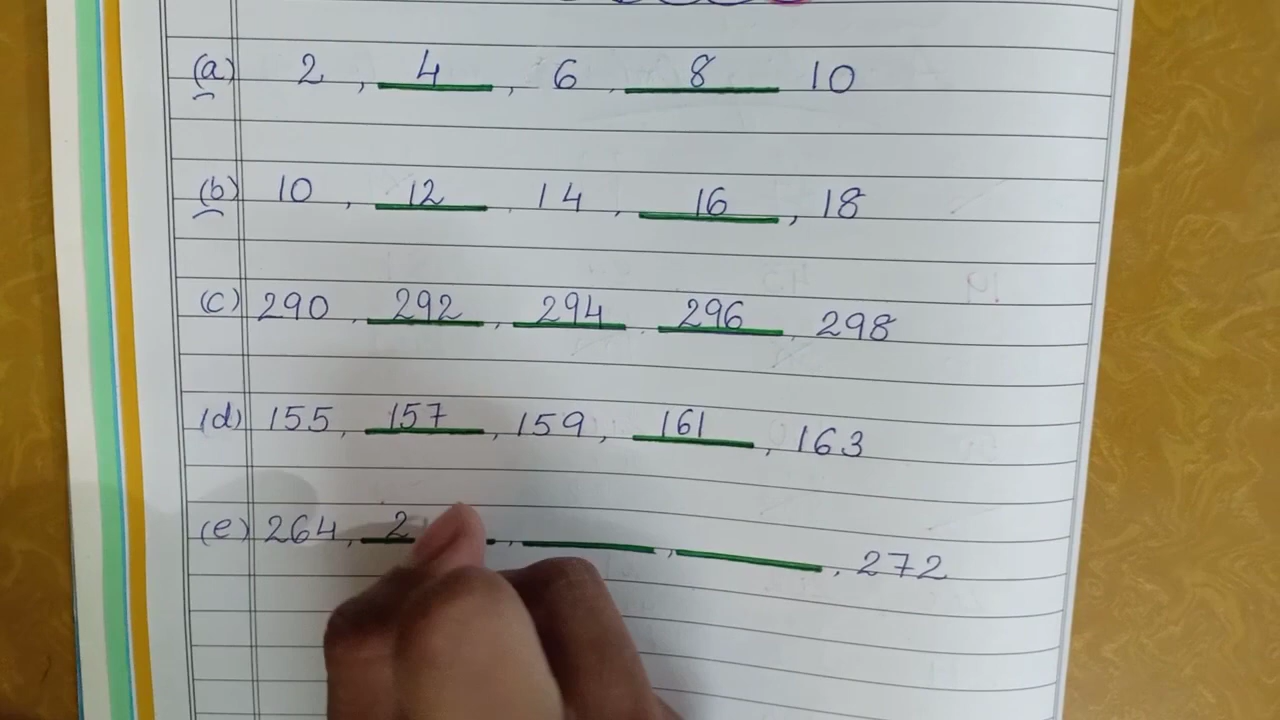 (a) 2, 4, 6, 8 10
(b) 10, 12, 14, 16, 18
(c) 290, 292, 294, 296, 298
(d) 155, 157, 159, 161, 163
(e) 264, 2 , , , 272